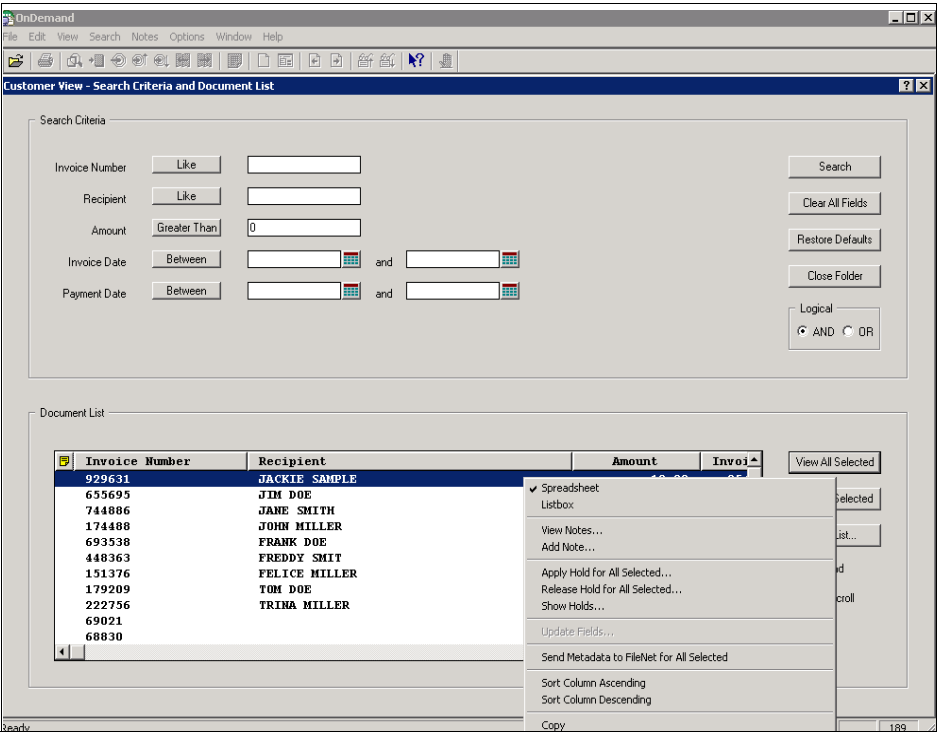 OnDemand
File Edit View Search Notes Options Window Help
Customer View - Search Criteria and Document List
Search Criteria
Invoice Number Like Search
Recipient Like Clear All Fields
Amount Greater Than 0 Restore Defaults
Invoice Date Between and Close Folder
Payment Date Between and
Logical
AND OR
Document List
Invoice Number Recipient Amount Invoi View All Selected
929631 JACKIE SAMPLE
655695 JIM DOE
744886 JANE SMITH
174488 JOHN MILLER
693538 FRANK DOE
448363 FREDDY SMIT
151376 FELICE MILLER
179209 TOM DOE
222756 TRINA MILLER
69021
68830
Spreadsheet
Listbox
View Notes...
Add Note...
Apply Hold for All Selected...
Release Hold for All Selected...
Show Holds...
Update Fields...
Send Metadata to FileNet for All Selected
Sort Column Ascending
Sort Column Descending
Copy
elected
ist...
Ready 189